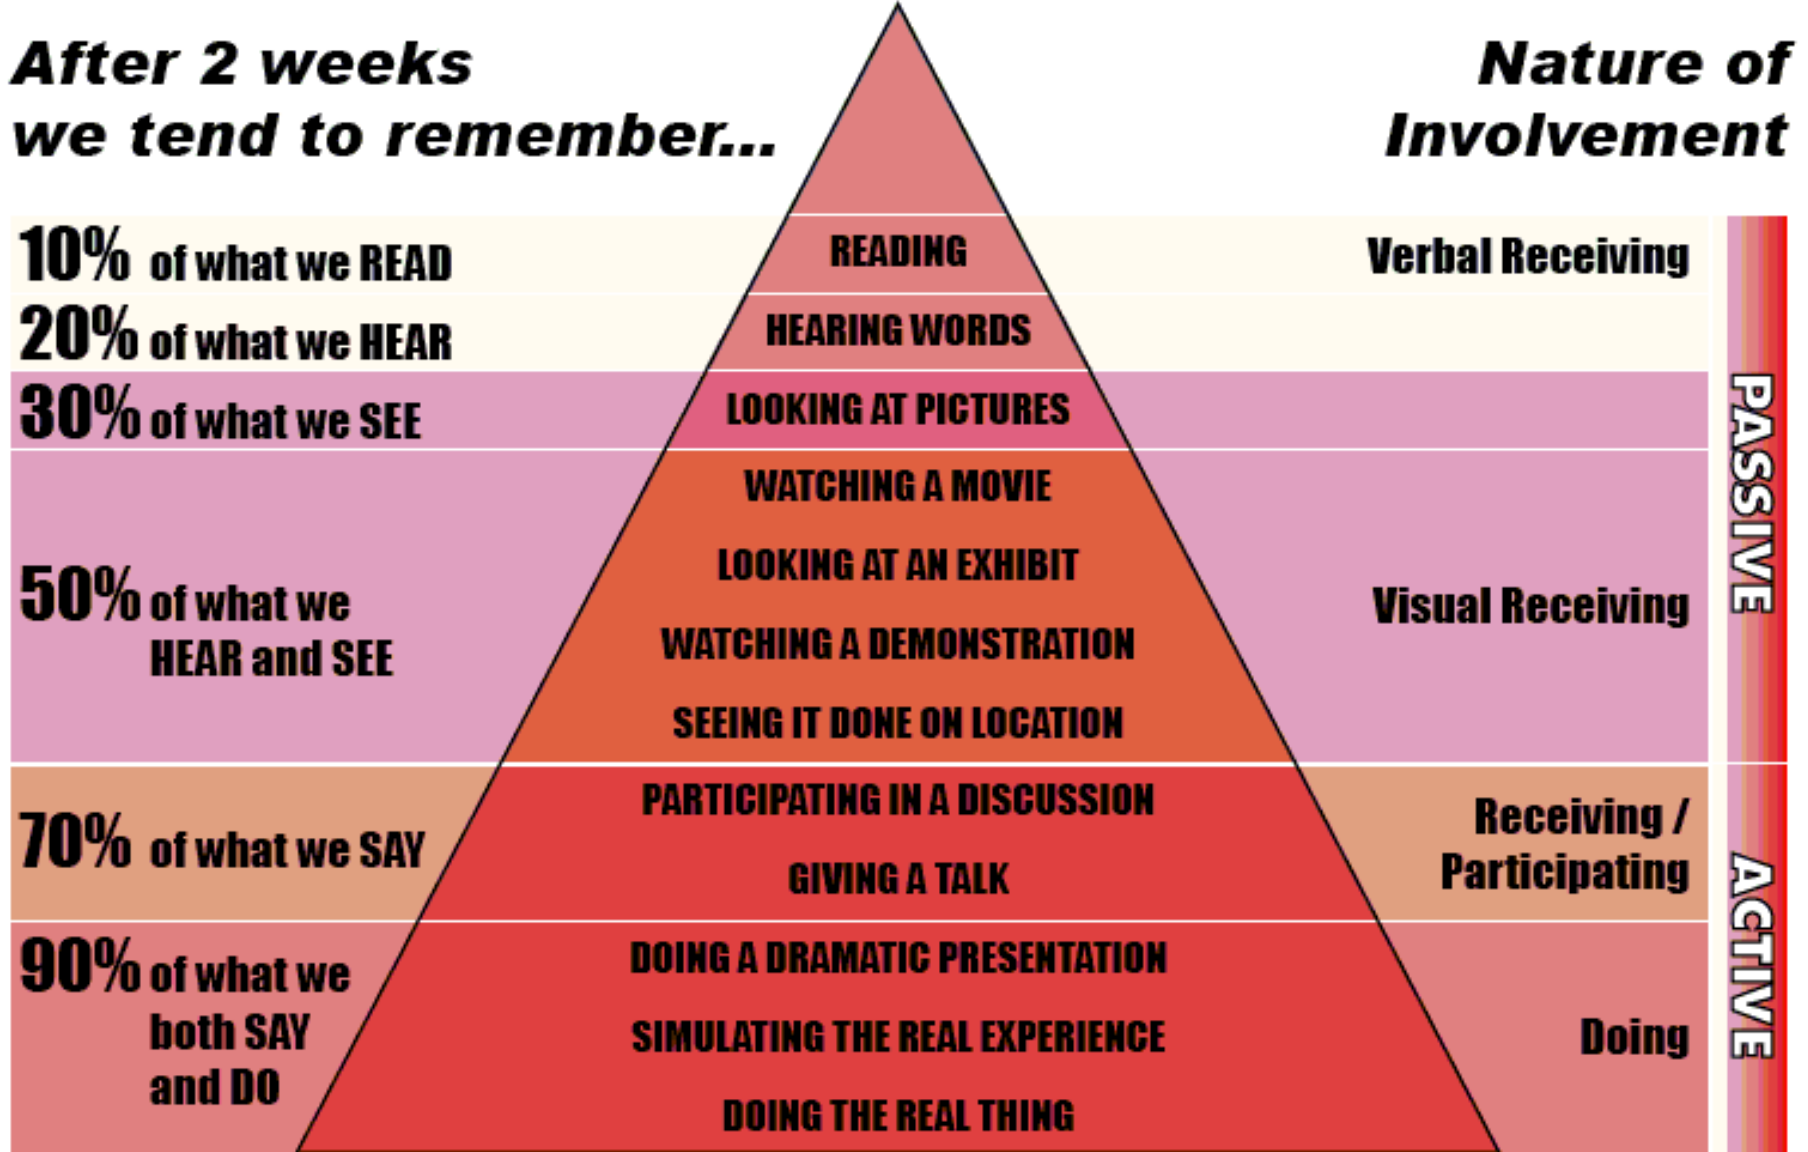 After 2 weeks
we tend to remember...
Nature of
Involvement
10% of what we READ
READING
Verbal Receiving
20% of what we HEAR
HEARING WORDS
30% of what we SEE
LOOKING AT PICTURES
50% of what we
HEAR and SEE
WATCHING A MOVIE
LOOKING AT AN EXHIBIT
WATCHING A DEMONSTRATION
SEEING IT DONE ON LOCATION
Visual Receiving
PASSIVE
70% of what we SAY
PARTICIPATING IN A DISCUSSION
GIVING A TALK
Receiving /
Participating
90% of what we
both SAY
and DO
DOING A DRAMATIC PRESENTATION
SIMULATING THE REAL EXPERIENCE
DOING THE REAL THING
Doing
ACTIVE